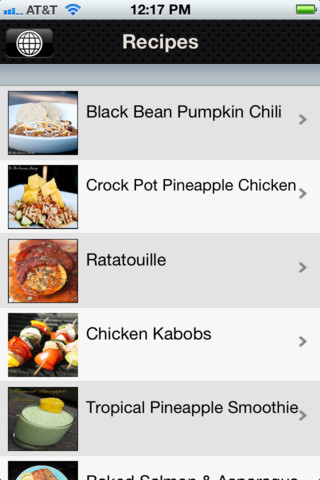 AT&T 12:17 PM
Recipes
Black Bean Pumpkin Chili
Crock Pot Pineapple Chicken
Ratatouille
Chicken Kabobs
Tropical Pineapple Smoothie
Baked Salmon & Asparagus